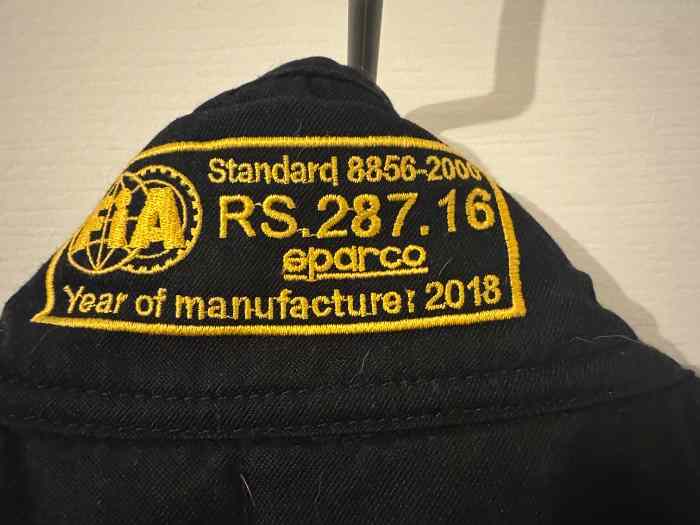 FIA
Standard 8856-2000
RS.287.16
sparco
Year of manufacture: 2018